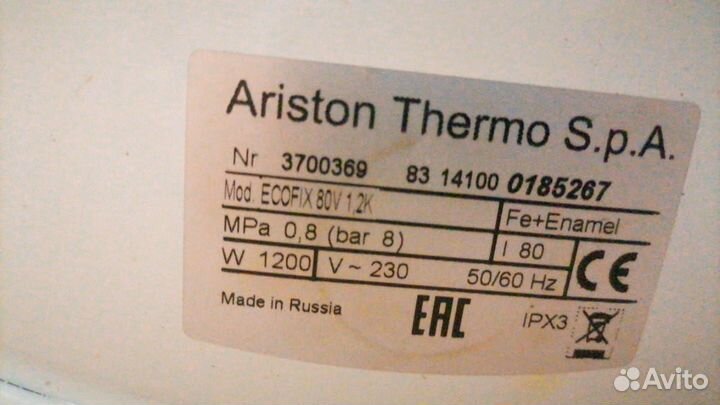 Ariston Thermo S.p.A.
Nr 3700369 83 14100 0185267
Mod. ECOFIX 80V 1,2K
Fe+Enamel
MPa 0,8 (bar 8)
l 80
CE
W 1200 V ~ 230 50/60 Hz
Made in Russia
EAC
IPX3
Avito